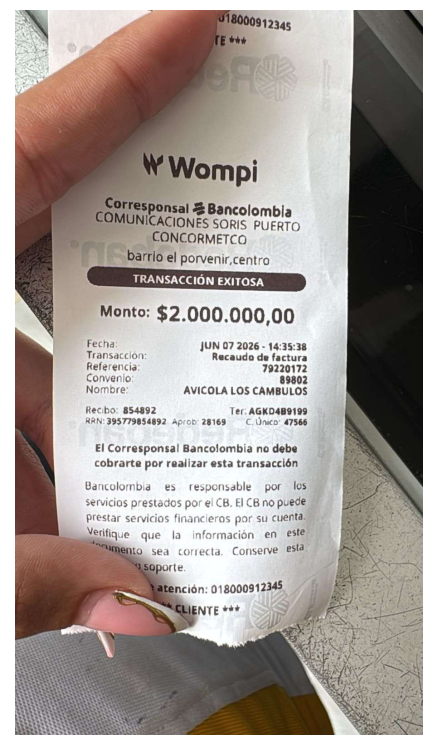 018000912345
TE ***
Wompi
Corresponsal Bancolombia
COMUNICACIONES SORIS PUERTO
CONCORMETCO
barrio el porvenir,centro
TRANSACCIÓN EXITOSA
Monto: $2.000.000,00
Fecha: JUN 07 2026 - 14:35:38
Transacción: Recaudo de factura
Referencia: 79220172
Convenio: 89802
Nombre: AVICOLA LOS CAMBULOS
Recibo: 854892 Ter: AGKD4B9199
RRN: 395779854892 Aprob: 28169 C. Único: 47566
El Corresponsal Bancolombia no debe
cobrarte por realizar esta transacción
Bancolombia es responsable por los
servicios prestados por el CB. El CB no puede
prestar servicios financieros por su cuenta.
Verifique que la información en este
documento sea correcta. Conserve esta
soporte.
atención: 018000912345
CLIENTE ***